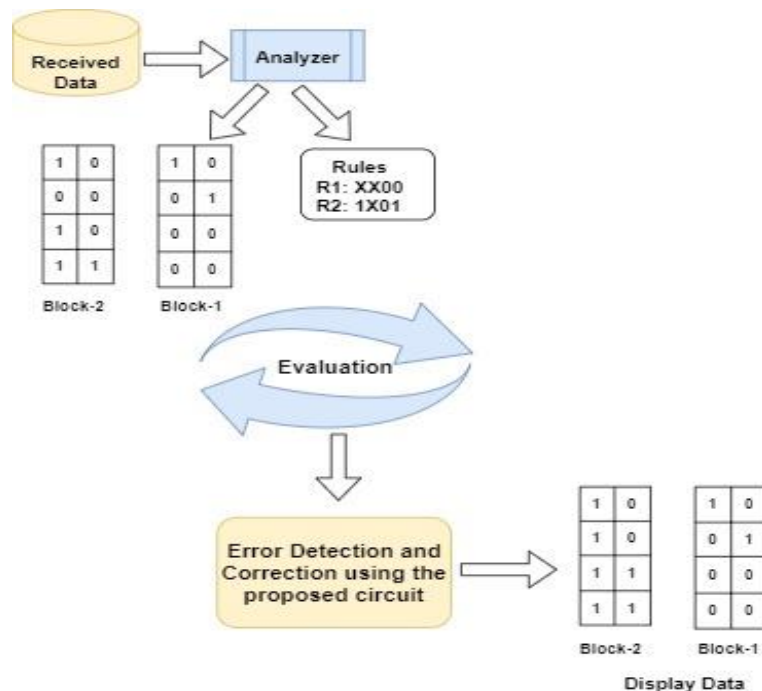 Received
Data
Analyzer
1 0
0 0
1 0
1 1
Block-2
1 0
0 1
0 0
0 0
Block-1
Rules
R1: XX00
R2: 1X01
Evaluation
Error Detection and
Correction using the
proposed circuit
1 0
1 0
1 1
1 1
Block-2
1 0
0 1
0 0
0 0
Block-1
Display Data